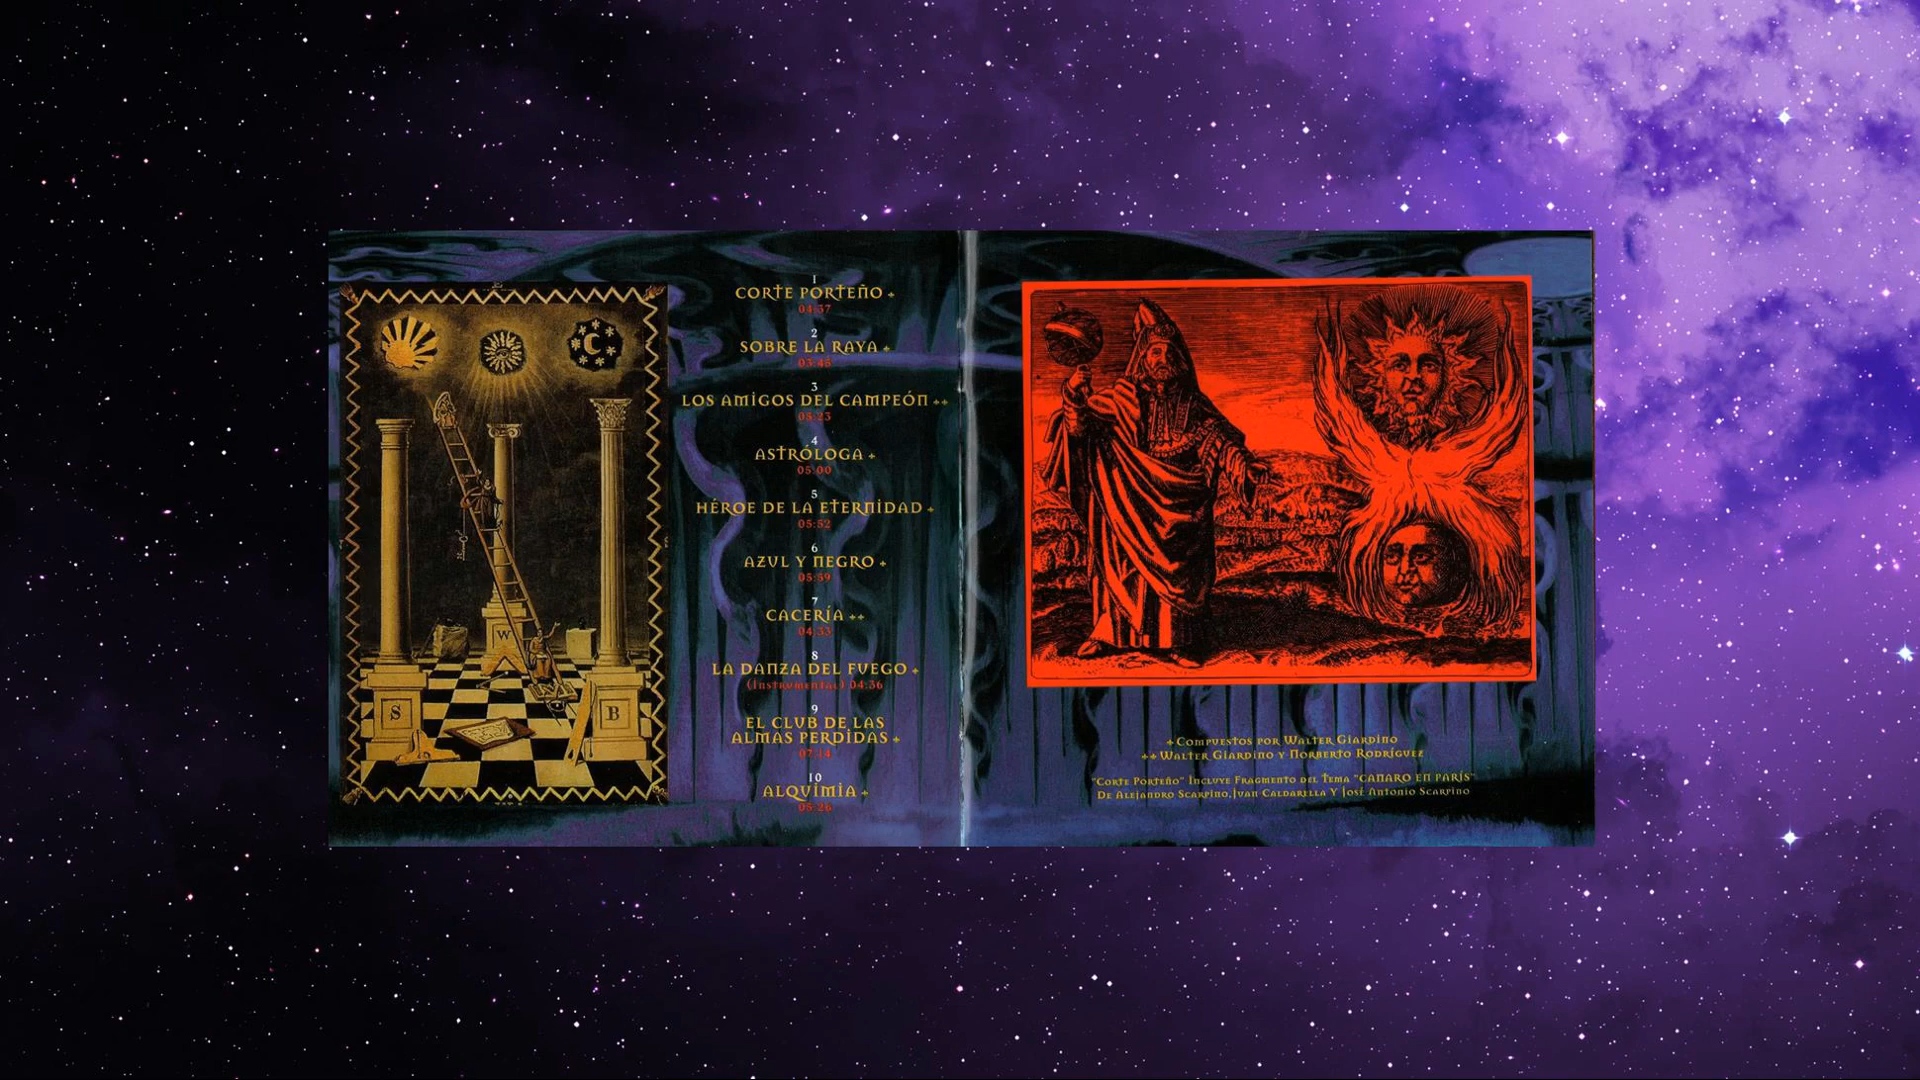 1
CORTE PORTEÑO +
04:37
2
SOBRE LA RAYA +
03:45
3
LOS AMIGOS DEL CAMPEÓN ++
05:23
4
ASTRÓLOGA +
05:00
5
HÉROE DE LA ETERNIDAD +
05:52
6
AZUL Y NEGRO +
05:59
7
CACERÍA ++
04:33
8
LA DANZA DEL FUEGO +
(Instrumental) 04:36
9
EL CLUB DE LAS
ALMAS PERDIDAS +
07:14
10
ALQUIMIA +
05:26
W
S
B
+ Compuestos por Walter Giardino
++ Walter Giardino y Norberto Rodríguez
"Corte Porteño" Incluye Fragmento del Tema "CANARO EN PARÍS"
De Alejandro Scarpino, Juan Caldarella Y José Antonio Scarpino